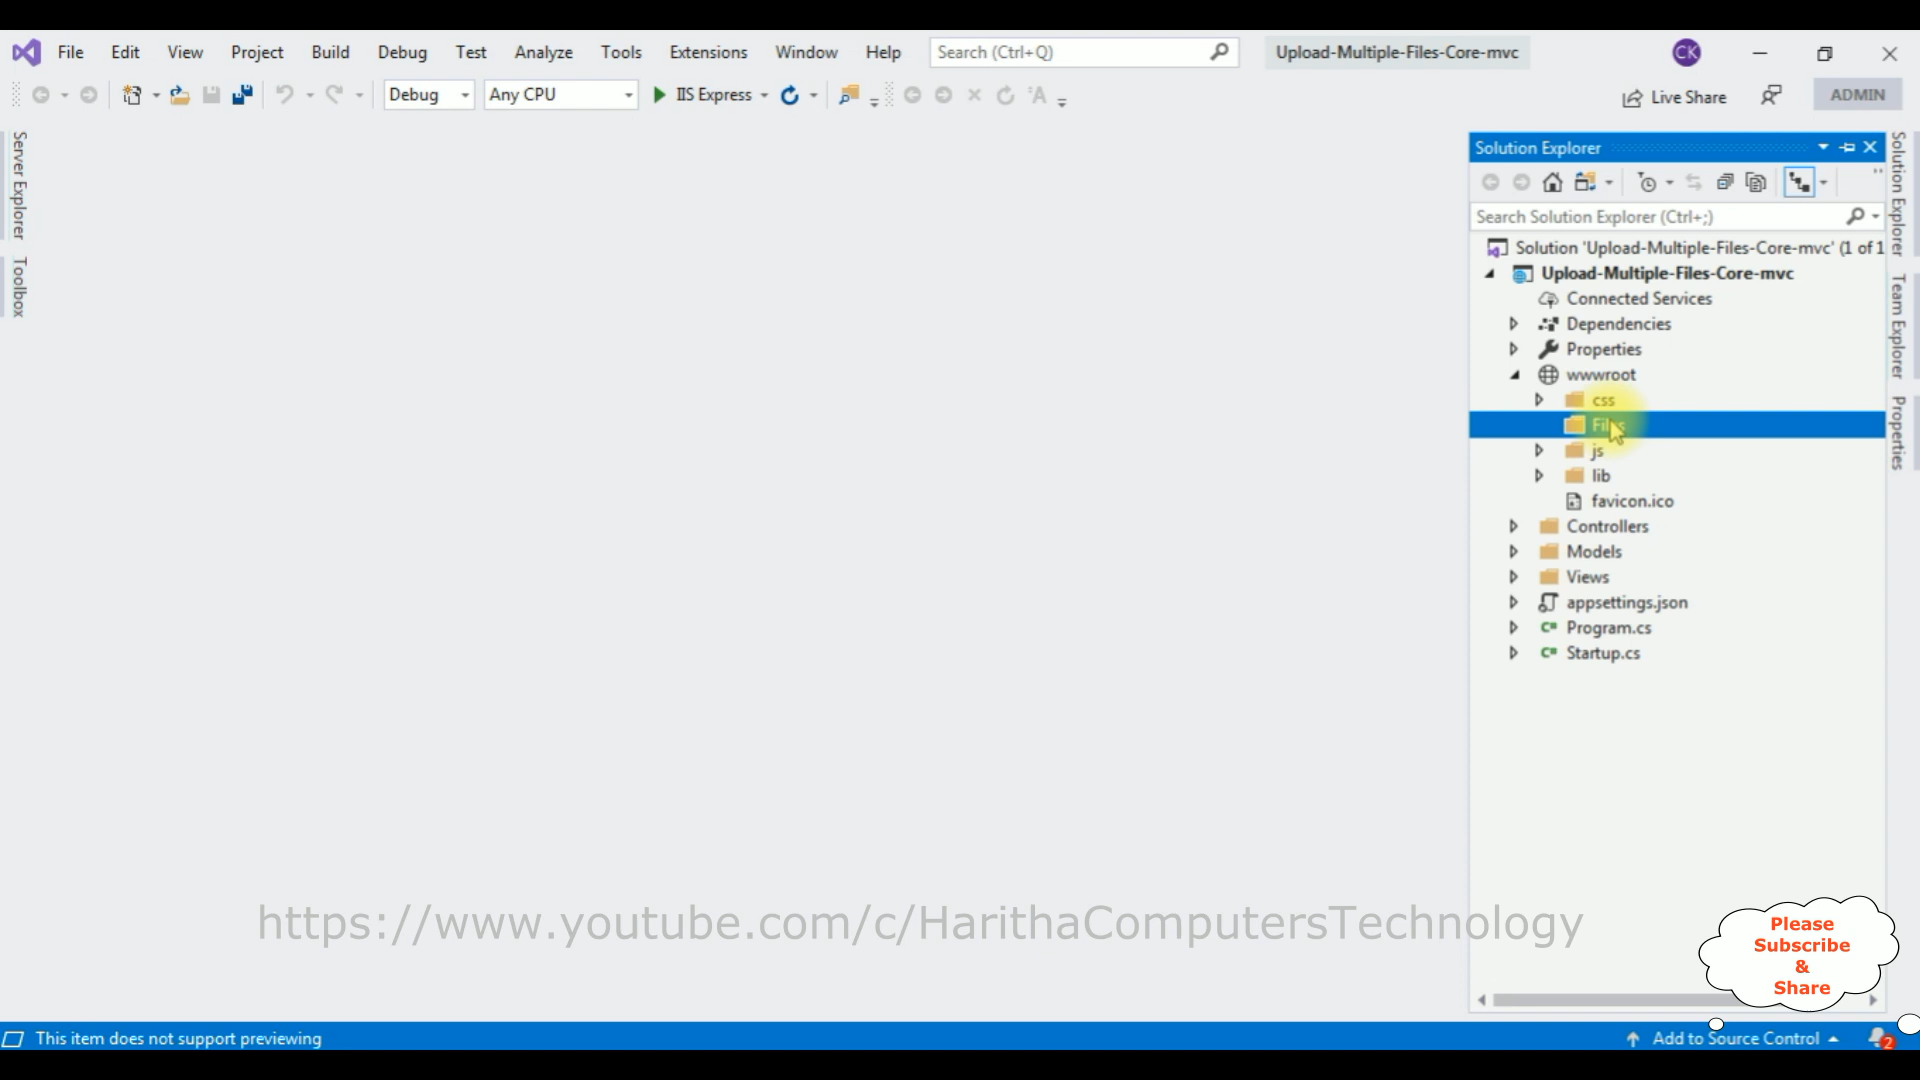 File Edit View Project Build Debug Test Analyze Tools Extensions Window Help Search (Ctrl+Q) Upload-Multiple-Files-Core-mvc CK
Debug Any CPU IIS Express Live Share ADMIN
Server Explorer
Toolbox
Solution Explorer
Search Solution Explorer (Ctrl+;)
Solution 'Upload-Multiple-Files-Core-mvc' (1 of 1
Upload-Multiple-Files-Core-mvc
Connected Services
Dependencies
Properties
wwwroot
css
Files
js
lib
favicon.ico
Controllers
Models
Views
appsettings.json
C# Program.cs
C# Startup.cs
Solution Explorer
Team Explorer
Properties
https://www.youtube.com/c/HarithaComputersTechnology
Please
Subscribe
&
Share
This item does not support previewing
Add to Source Control
2